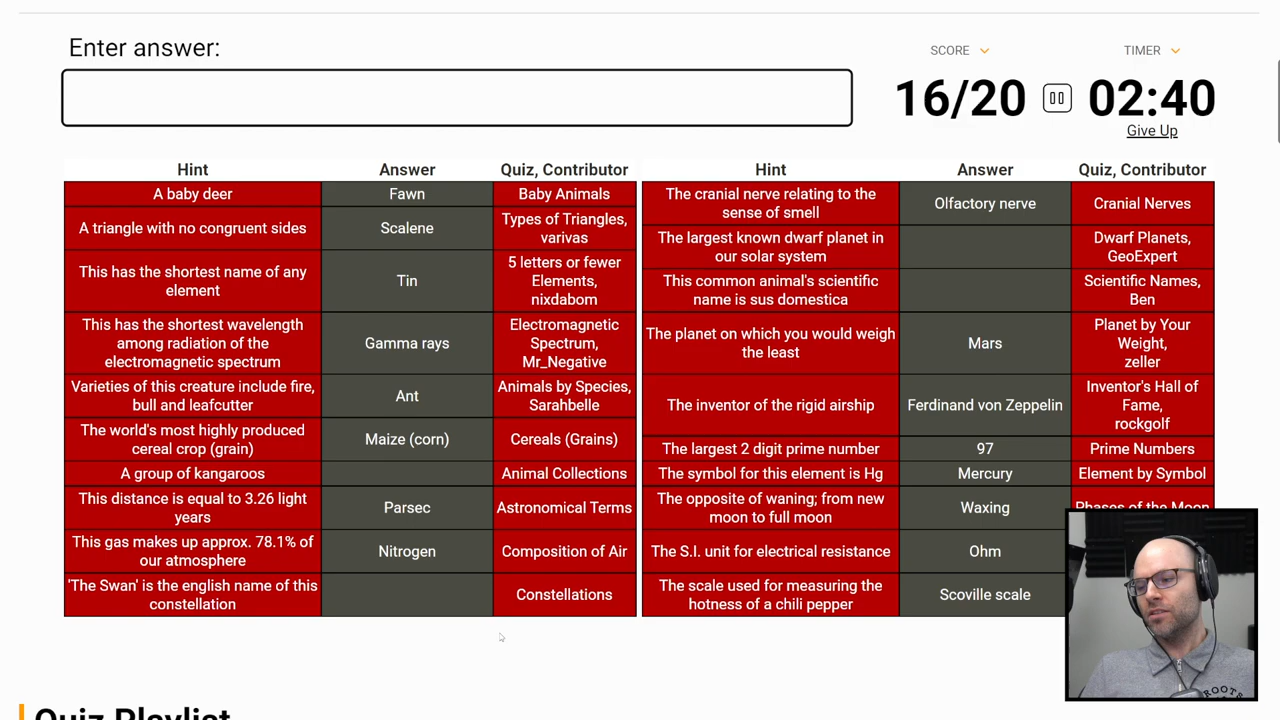 Enter answer:
SCORE
TIMER
16/20
02:40
Give Up
Hint Answer Quiz, Contributor
A baby deer Fawn Baby Animals
A triangle with no congruent sides Scalene Types of Triangles,
varivas
This has the shortest name of any
element
Tin
5 letters or fewer
Elements,
nixdabom
This has the shortest wavelength
among radiation of the
electromagnetic spectrum
Gamma rays
Electromagnetic
Spectrum,
Mr_Negative
Varieties of this creature include fire,
bull and leafcutter
Ant
Animals by Species,
Sarahbelle
The world's most highly produced
cereal crop (grain)
Maize (corn)
Cereals (Grains)
A group of kangaroos Animal Collections
This distance is equal to 3.26 light
years
Parsec
Astronomical Terms
This gas makes up approx. 78.1% of
our atmosphere
Nitrogen
Composition of Air
'The Swan' is the english name of this
constellation
Constellations
Hint Answer Quiz, Contributor
The cranial nerve relating to the
sense of smell
Olfactory nerve
Cranial Nerves
The largest known dwarf planet in
our solar system
Dwarf Planets,
GeoExpert
This common animal's scientific
name is sus domestica
Scientific Names,
Ben
The planet on which you would weigh
the least
Mars
Planet by Your
Weight,
zeller
The inventor of the rigid airship
Ferdinand von Zeppelin
Inventor's Hall of
Fame,
rockgolf
The largest 2 digit prime number 97 Prime Numbers
The symbol for this element is Hg Mercury Element by Symbol
The opposite of waning; from new
moon to full moon
Waxing
Phases of the Moon
The S.I. unit for electrical resistance Ohm
The scale used for measuring the
hotness of a chili pepper
Scoville scale
ROOTS
Quiz Playlist